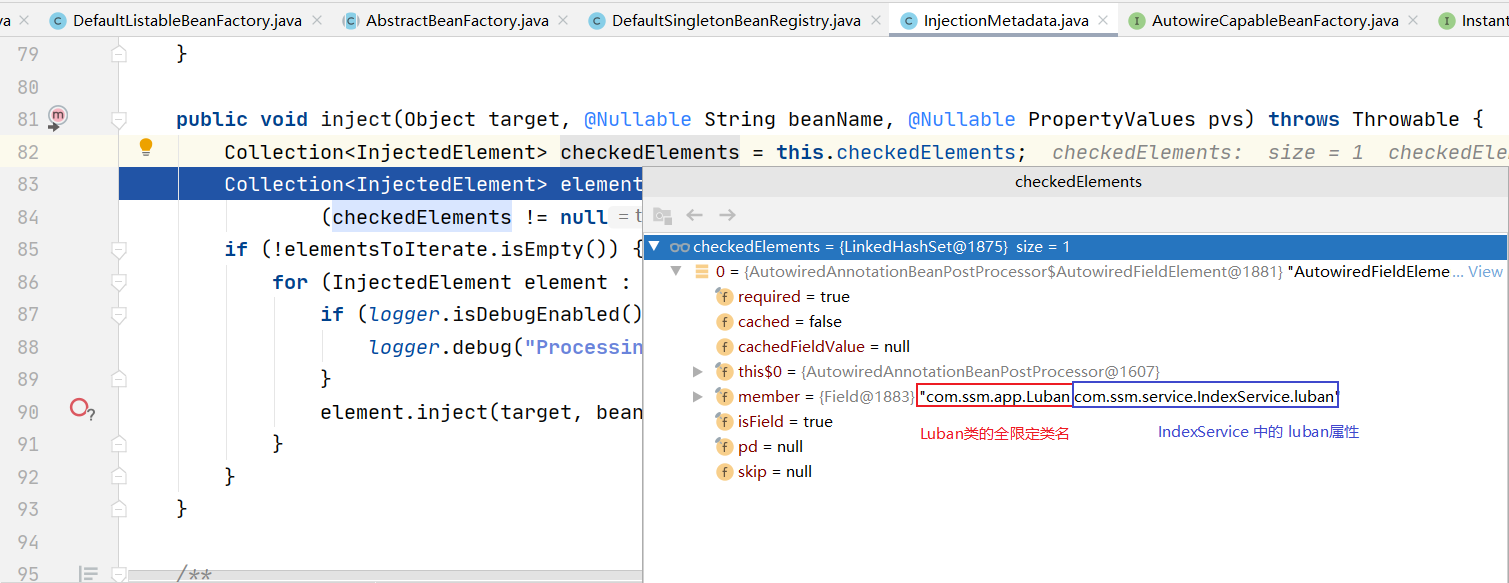 va DefaultListableBeanFactory.java AbstractBeanFactory.java DefaultSingletonBeanRegistry.java InjectionMetadata.java AutowireCapableBeanFactory.java Instant
79 }
80
81 public void inject(Object target, @Nullable String beanName, @Nullable PropertyValues pvs) throws Throwable {
82 Collection<InjectedElement> checkedElements = this.checkedElements; checkedElements: size = 1 checkedEle
83 Collection<InjectedElement> element
84 (checkedElements != null = t
85 if (!elementsToIterate.isEmpty()) {
86 for (InjectedElement element :
87 if (logger.isDebugEnabled()
88 logger.debug("Processin
89 }
90 element.inject(target, bean
91 }
92 }
93 }
94
95 /**
checkedElements
checkedElements = {LinkedHashSet@1875} size = 1
0 = {AutowiredAnnotationBeanPostProcessor$AutowiredFieldElement@1881} "AutowiredFieldEleme... View
required = true
cached = false
cachedFieldValue = null
this$0 = {AutowiredAnnotationBeanPostProcessor@1607}
member = {Field@1883} "com.ssm.app.Luban com.ssm.service.IndexService.luban"
isField = true
Luban类的全限定类名 IndexService 中的 luban属性
pd = null
skip = null